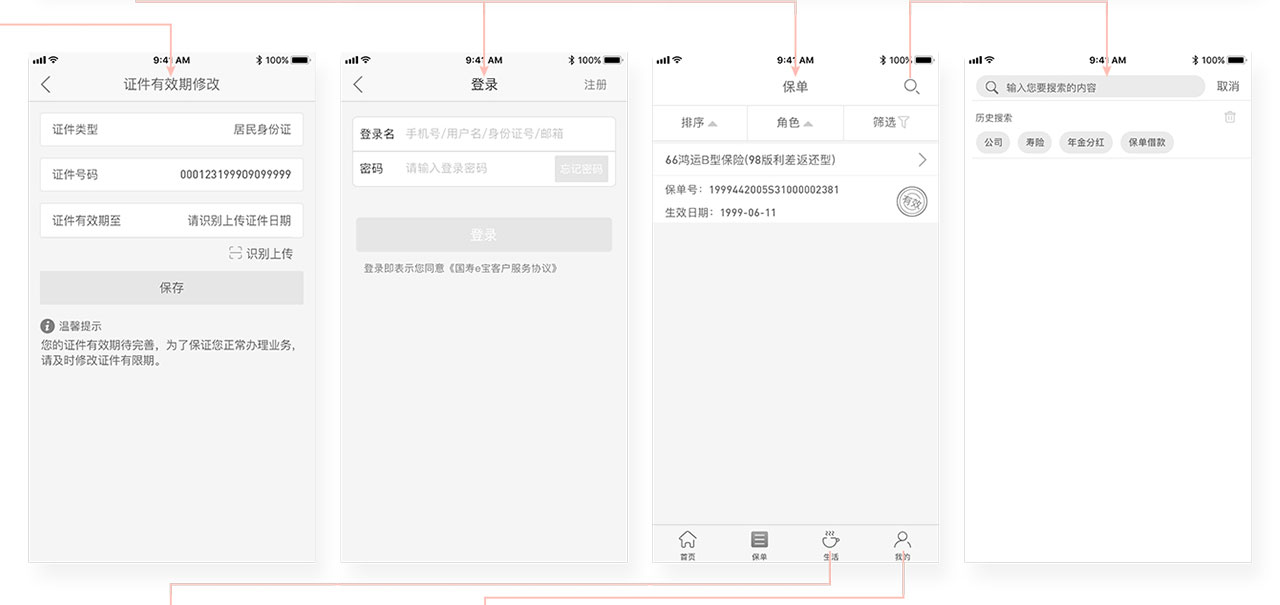 9:41 AM 100%
证件有效期修改
证件类型 居民身份证
证件号码 000123199909099999
证件有效期至 请识别上传证件日期
识别上传
保存
温馨提示
您的证件有效期待完善，为了保证您正常办理业务，
请及时修改证件有限期。
9:41 AM 100%
登录 注册
登录名 手机号/用户名/身份证号/邮箱
密码 请输入登录密码 忘记密码
登录
登录即表示您同意《国寿e宝客户服务协议》
9:41 AM 100%
保单
排序 角色 筛选
66鸿运B型保险(98版利差返还型)
保单号：1999442005S31000002381
生效日期：1999-06-11
有效
首页 保单 生活 我的
9:41 AM 100%
输入您要搜索的内容 取消
历史搜索
公司 寿险 年金分红 保单借款